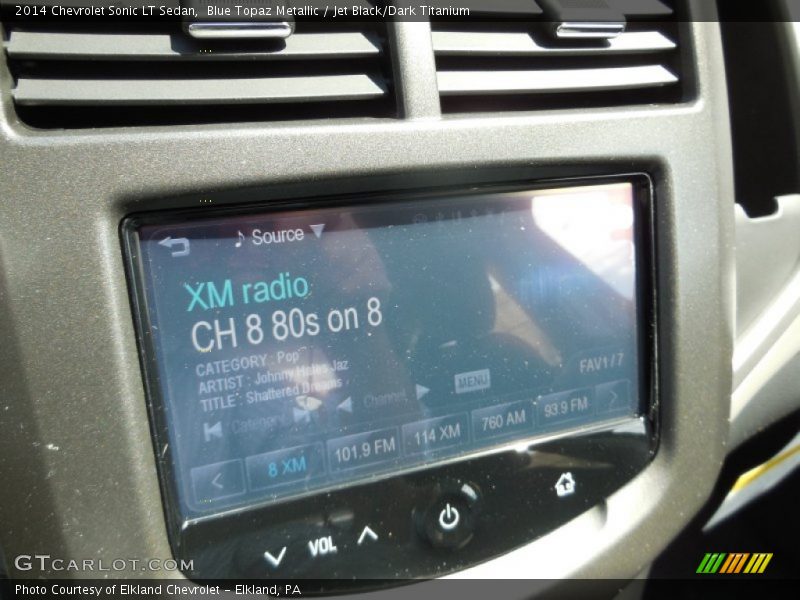 2014 Chevrolet Sonic LT Sedan,  Blue Topaz Metallic / Jet Black/Dark Titanium
Source
XM radio
CH 8 80s on 8
CATEGORY : Pop
ARTIST : Johnny Hates Jaz
TITLE : Shattered Dreams
MENU
FAV1/7
Category
Channel
< 8 XM 101.9 FM 114 XM 760 AM 93.9 FM >
VOL
GTCARLOT.COM
Photo Courtesy of Elkland Chevrolet - Elkland, PA